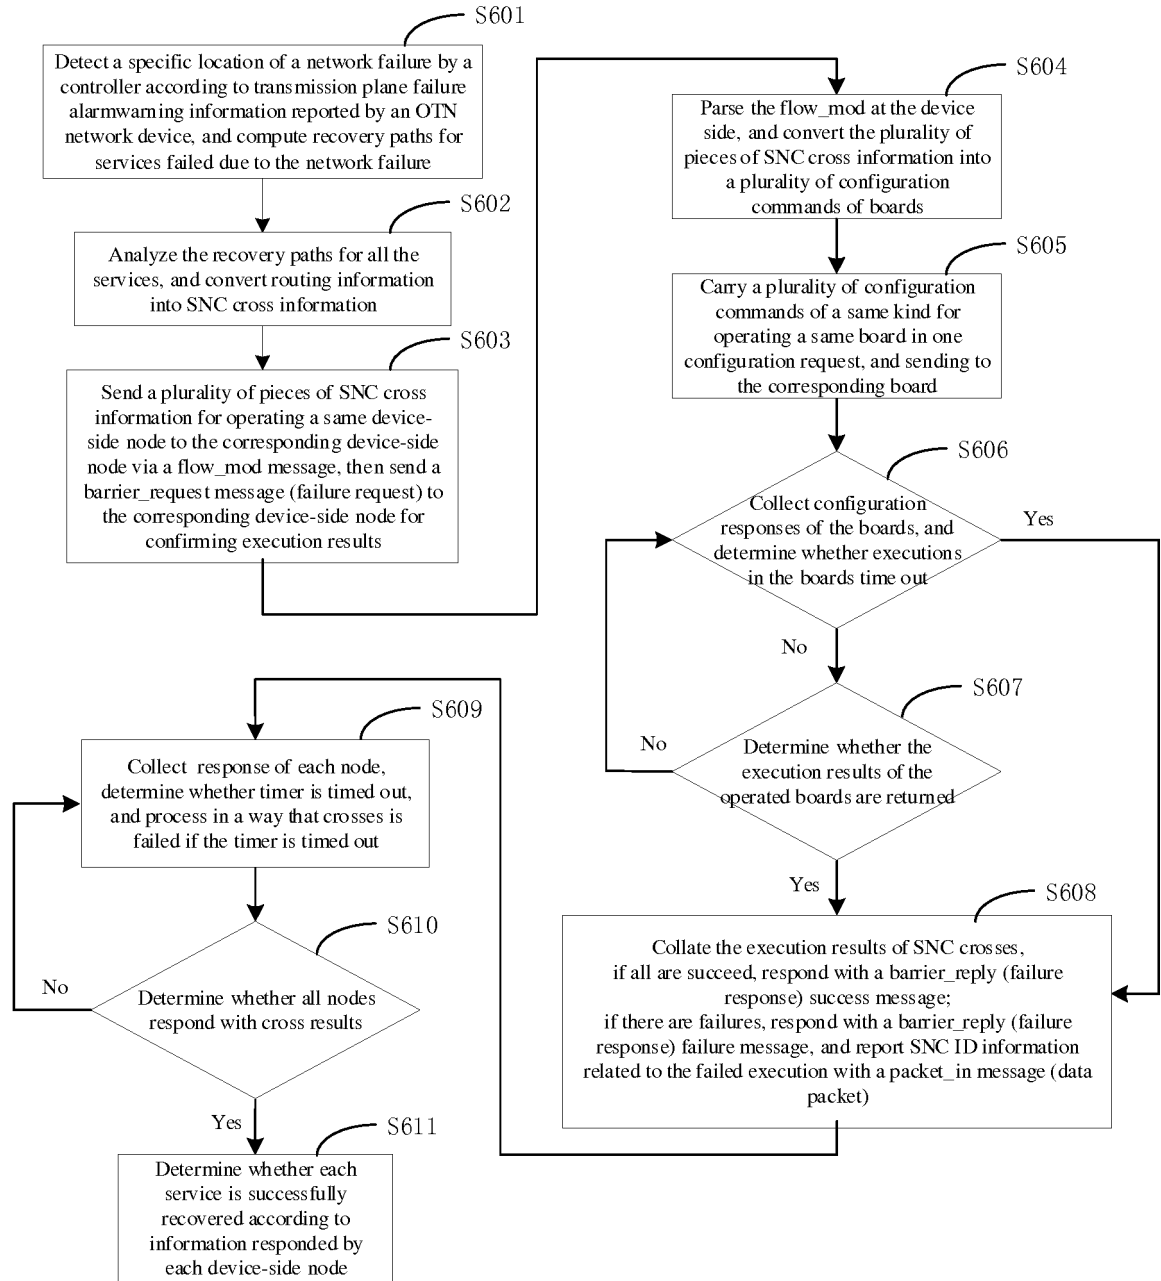 S601
Detect a specific location of a network failure by a
controller according to transmission plane failure
alarmwarning information reported by an OTN
network device, and compute recovery paths for
services failed due to the network failure
S602
Analyze the recovery paths for all the
services, and convert routing information
into SNC cross information
S603
Send a plurality of pieces of SNC cross
information for operating a same device-
side node to the corresponding device-side
node via a flow_mod message, then send a
barrier_request message (failure request) to
the corresponding device-side node for
confirming execution results
S604
Parse the flow_mod at the device
side, and convert the plurality of
pieces of SNC cross information into
a plurality of configuration
commands of boards
S605
Carry a plurality of configuration
commands of a same kind for
operating a same board in one
configuration request, and sending to
the corresponding board
S606
Collect configuration
responses of the boards, and
determine whether executions
in the boards time out
Yes
No
S607
Determine whether the
execution results of the
operated boards are returned
No
Yes
S608
Collate the execution results of SNC crosses,
if all are succeed, respond with a barrier_reply (failure
response) success message;
if there are failures, respond with a barrier_reply (failure
response) failure message, and report SNC ID information
related to the failed execution with a packet_in message (data
packet)
S609
Collect response of each node,
determine whether timer is timed out,
and process in a way that crosses is
failed if the timer is timed out
S610
Determine whether all nodes
respond with cross results
No
Yes
S611
Determine whether each
service is successfully
recovered according to
information responded by
each device-side node